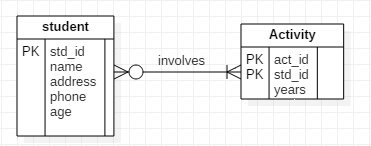 student
PK std_id
name
address
phone
age
involves
Activity
PK act_id
PK std_id
years